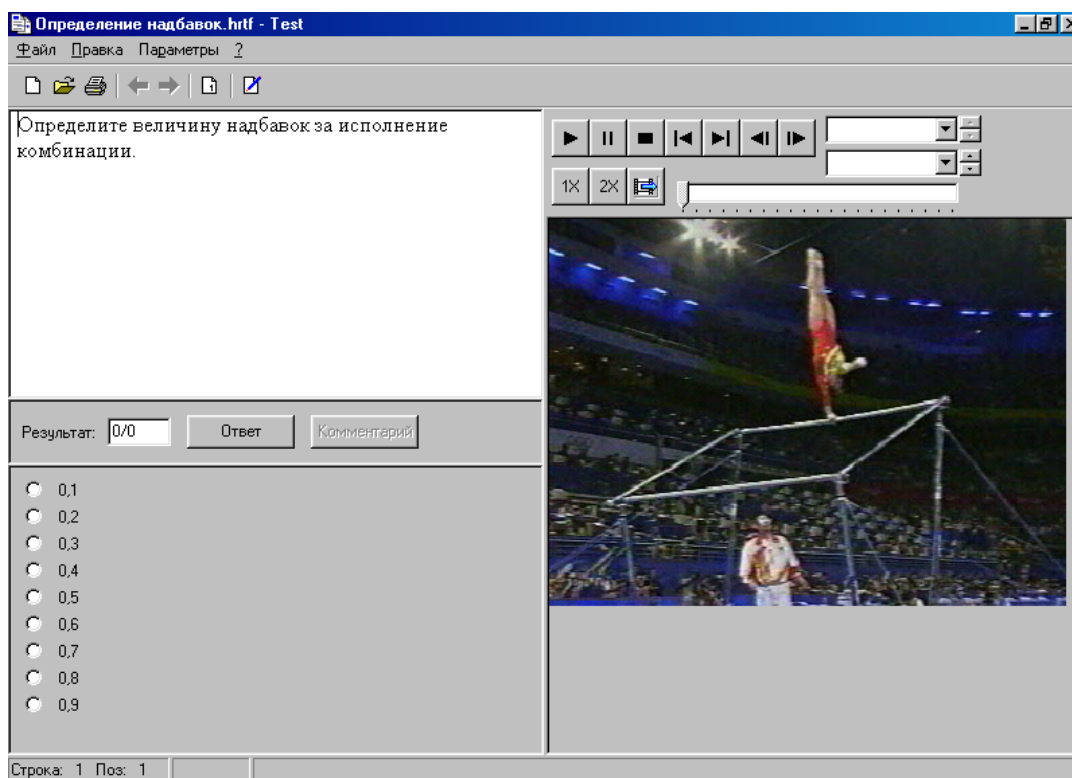 Определение надбавок.hrtf - Test
Файл Правка Параметры ?
1
Определите величину надбавок за исполнение
комбинации.
1X 2X
Результат: 0/0 Ответ Комментарий
0,1
0,2
0,3
0,4
0,5
0,6
0,7
0,8
0,9
Строка: 1 Поз: 1